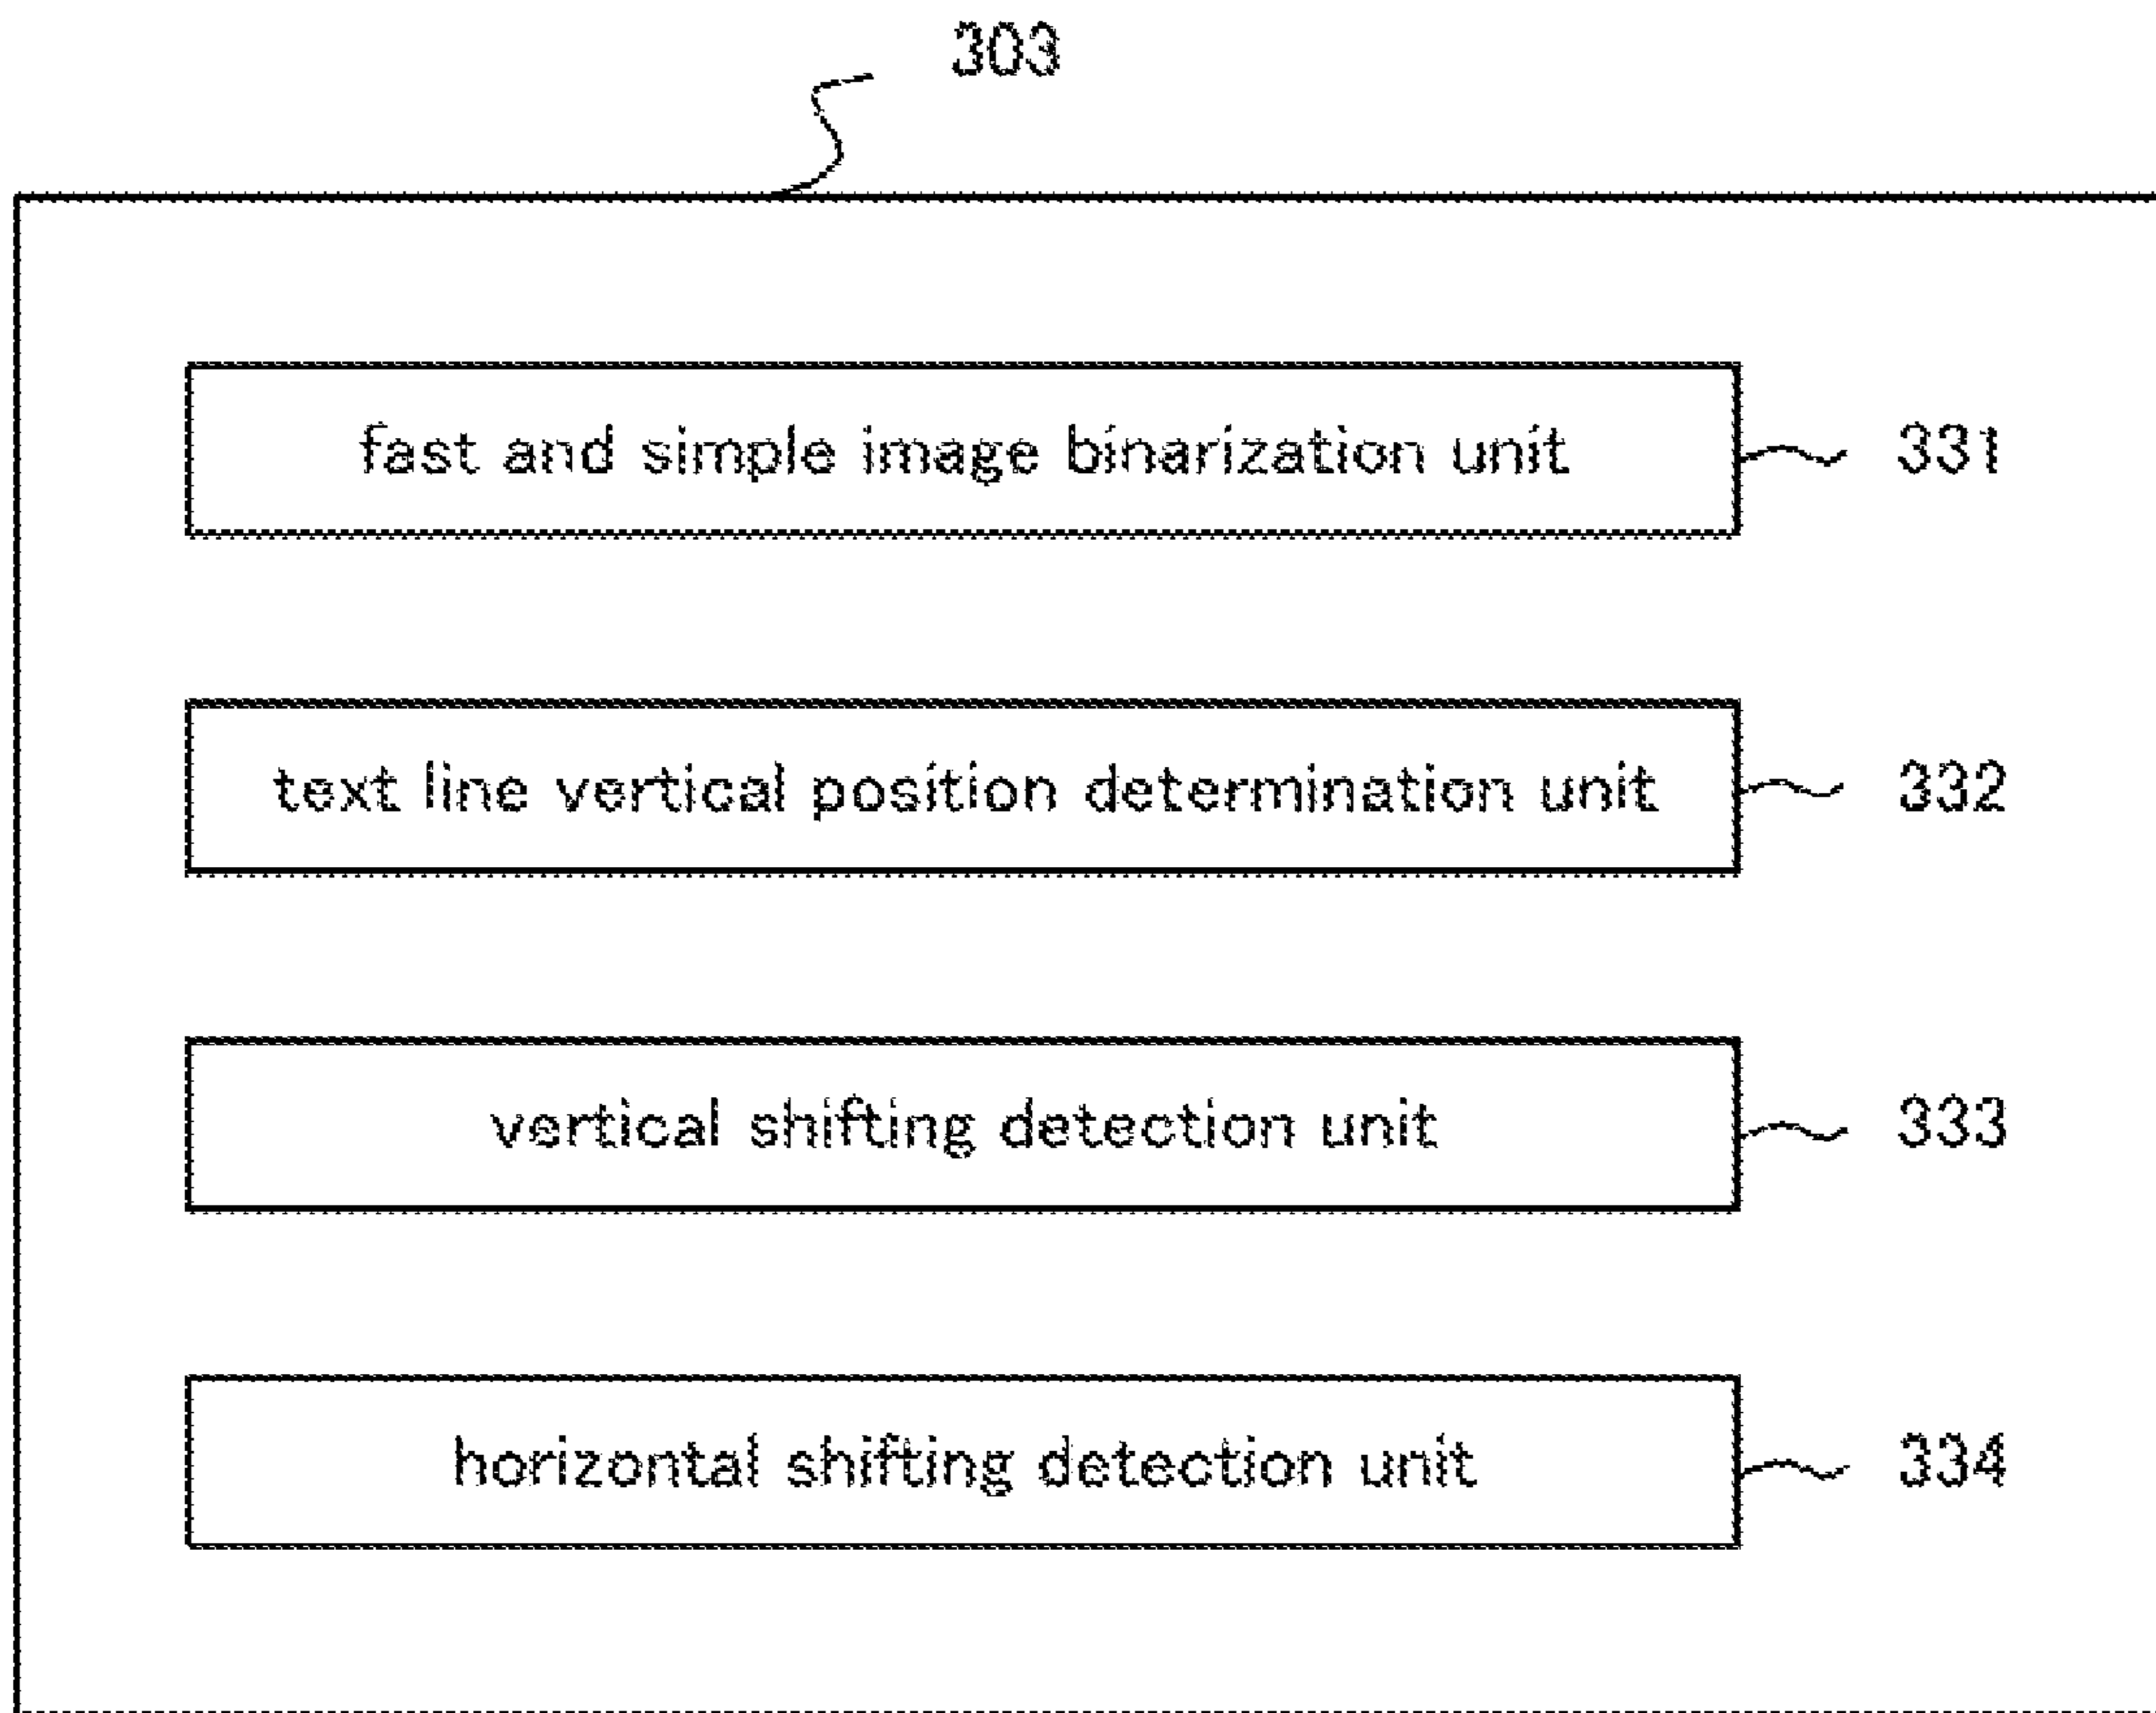 303
fast and simple image binarization unit 331
text line vertical position determination unit 332
vertical shifting detection unit 333
horizontal shifting detection unit 334